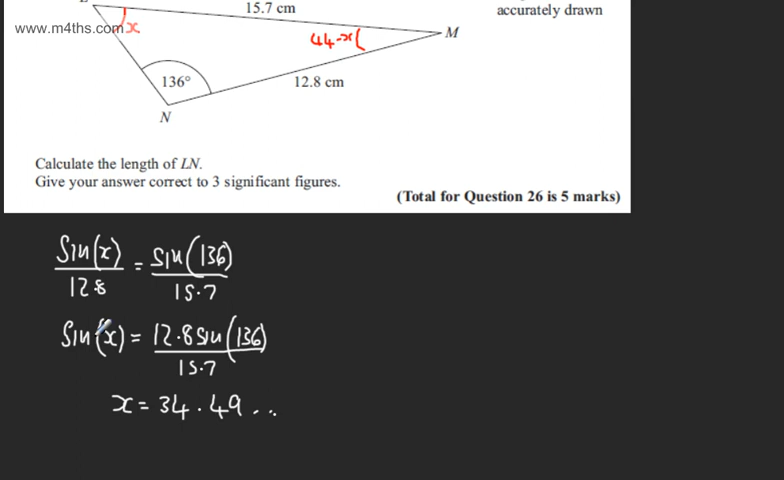 15.7 cm
accurately drawn
www.m4ths.com x
44-x
M
136°
12.8 cm
N
Calculate the length of LN.
Give your answer correct to 3 significant figures.
(Total for Question 26 is 5 marks)
Sin(x)/12.8 = Sin(136)/15.7
Sin(x) = 12.8 sin(136)/15.7
x = 34.49...